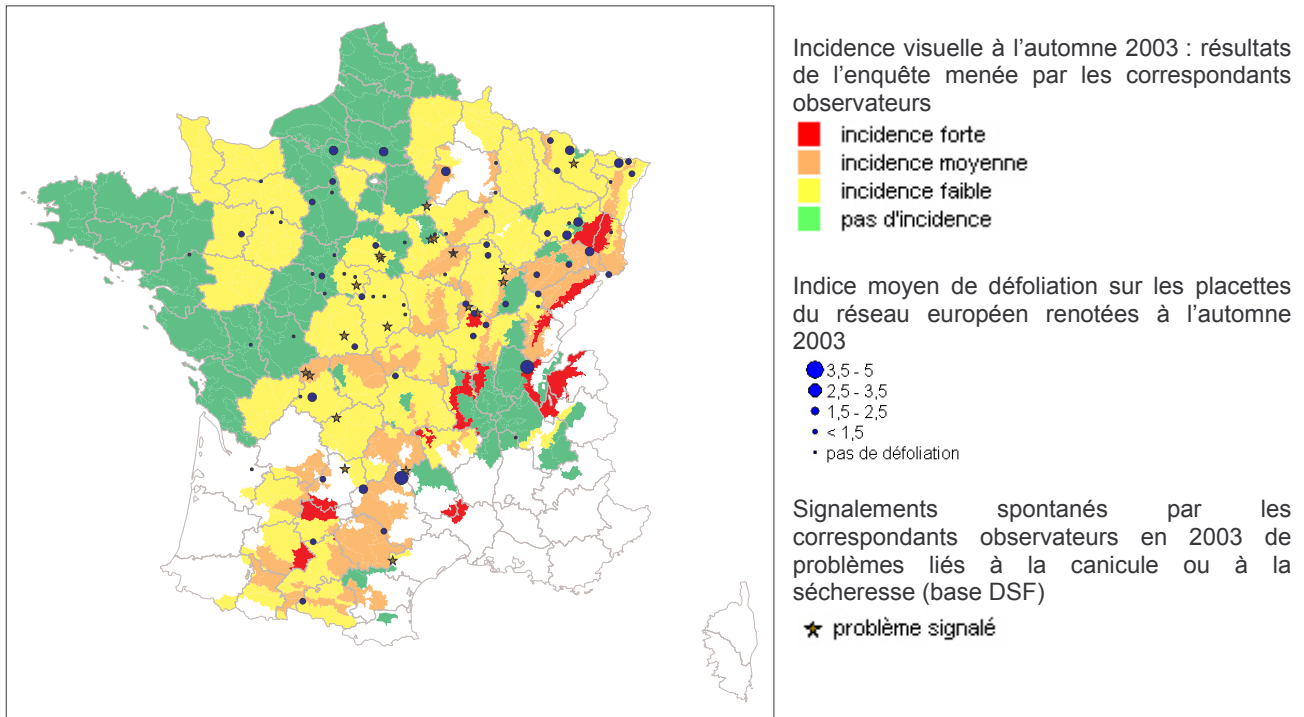 Incidence visuelle à l'automne 2003 : résultats
de l'enquête menée par les correspondants
observateurs
incidence forte
incidence moyenne
incidence faible
pas d'incidence
Indice moyen de défoliation sur les placettes
du réseau européen renotées à l'automne
2003
3,5 - 5
2,5 - 3,5
1,5 - 2,5
< 1,5
pas de défoliation
Signalements spontanés par les
correspondants observateurs en 2003 de
problèmes liés à la canicule ou à la
sécheresse (base DSF)
problème signalé